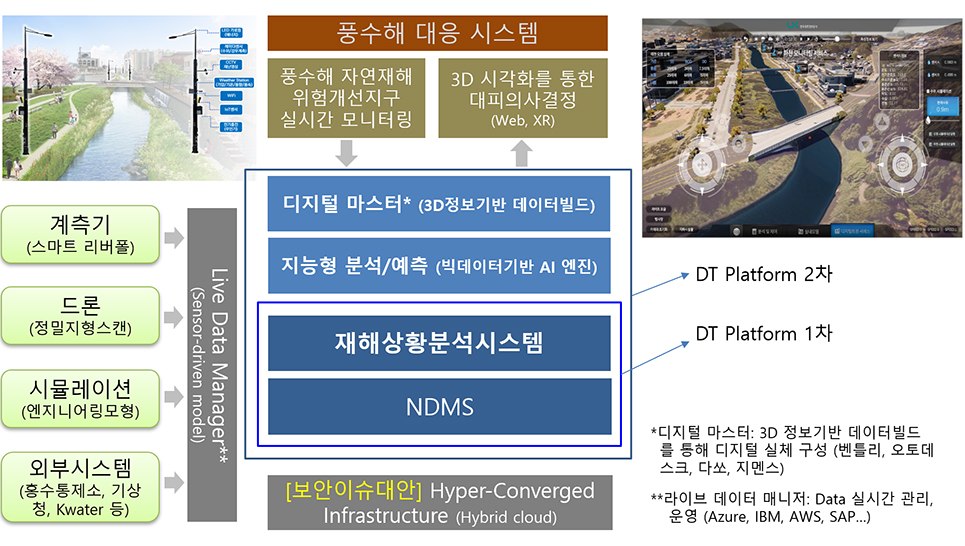 LED 가로등
CCTV
Weather Station
WiFi
IoT센서
풍수해 대응 시스템
풍수해 자연재해
위험개선지구
실시간 모니터링
3D 시각화를 통한
대피의사결정
(Web, XR)
디지털 마스터* (3D정보기반 데이터빌드)
지능형 분석/예측 (빅데이터기반 AI 엔진)
재해상황분석시스템
NDMS
계측기
(스마트 리버폴)
드론
(정밀지형스캔)
시뮬레이션
(엔지니어링모형)
외부시스템
(홍수통제소, 기상
청, Kwater 등)
Live Data Manager**
(Sensor-driven model)
[보안이슈대안] Hyper-Converged
Infrastructure (Hybrid cloud)
0.9m
DT Platform 2차
DT Platform 1차
*디지털 마스터: 3D 정보기반 데이터빌드
를 통해 디지털 실체 구성 (벤틀리, 오토데
스크, 다쏘, 지멘스)
**라이브 데이터 매니저: Data 실시간 관리,
운영 (Azure, IBM, AWS, SAP...)